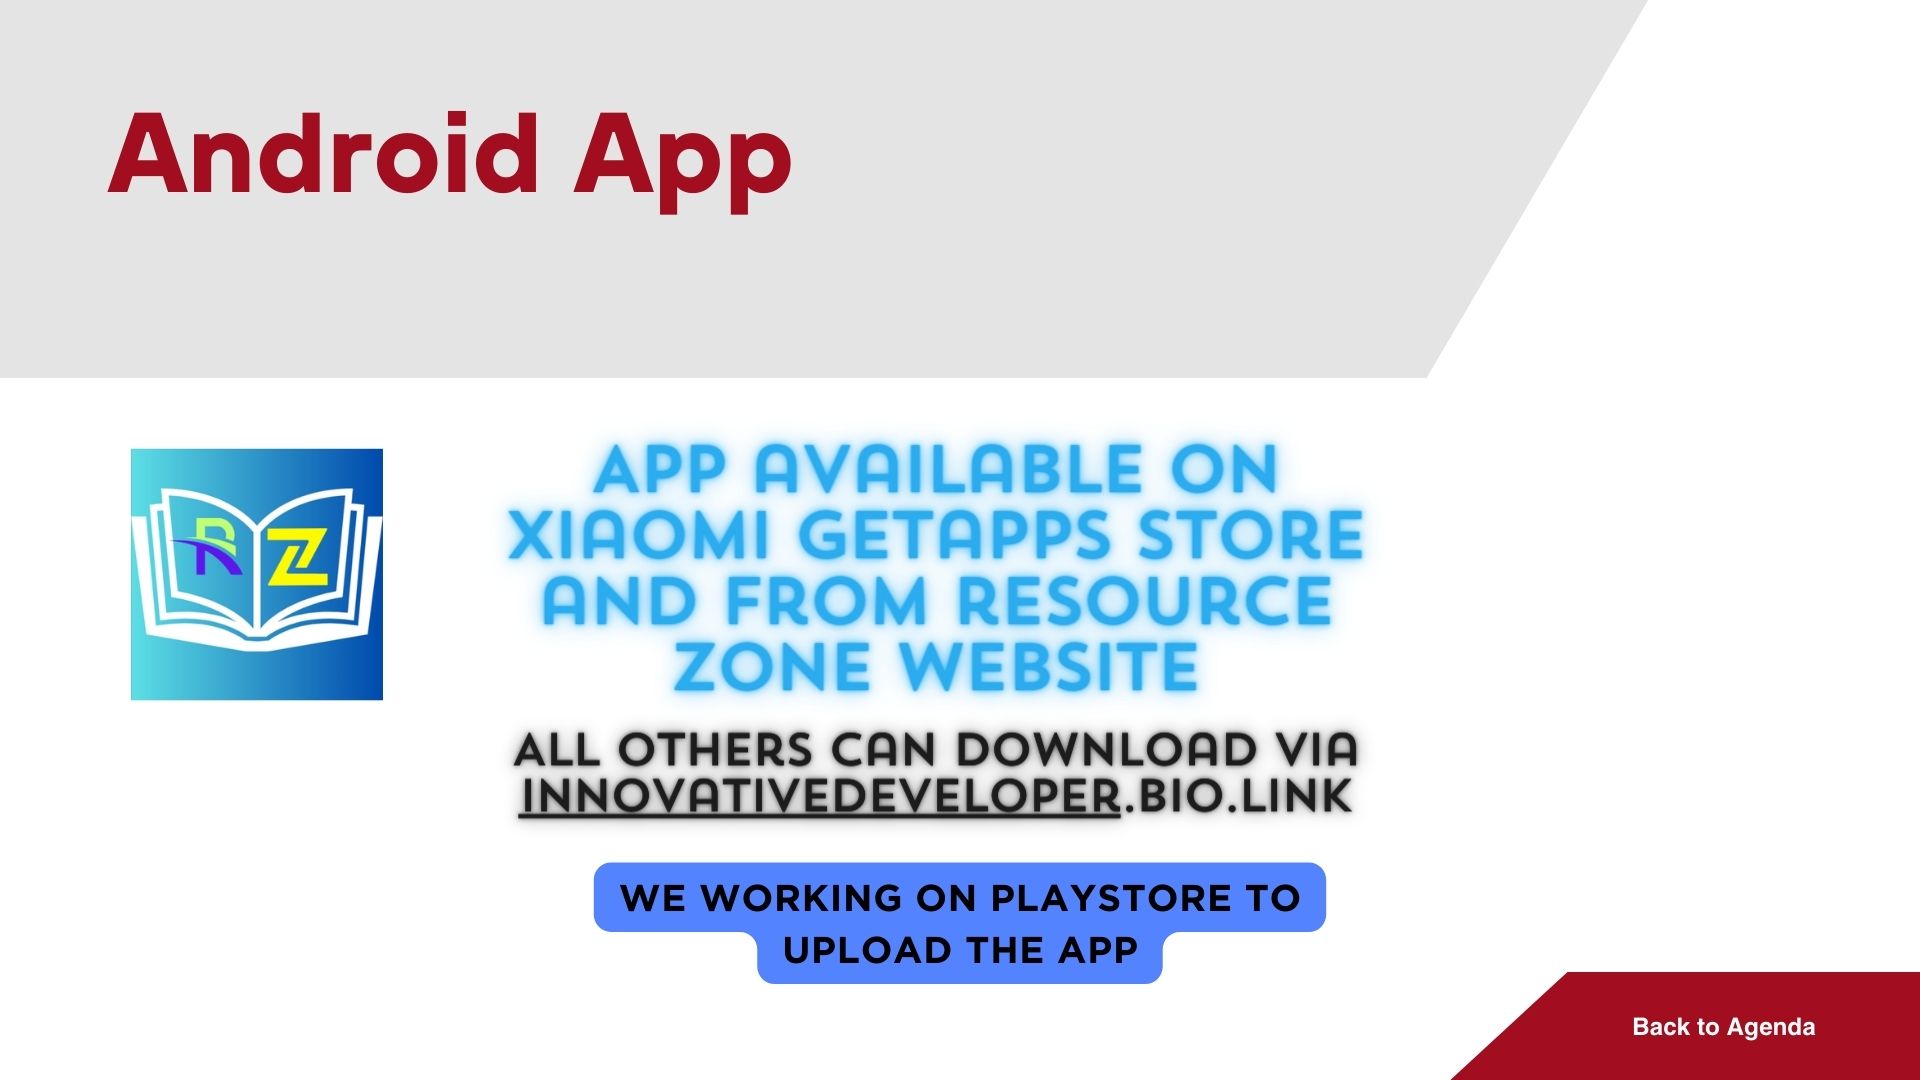 Android App
R Z
APP AVAILABLE ON
XIAOMI GETAPPS STORE
AND FROM RESOURCE
ZONE WEBSITE
ALL OTHERS CAN DOWNLOAD VIA
INNOVATIVEDEVELOPER.BIO.LINK
WE WORKING ON PLAYSTORE TO
UPLOAD THE APP
Back to Agenda